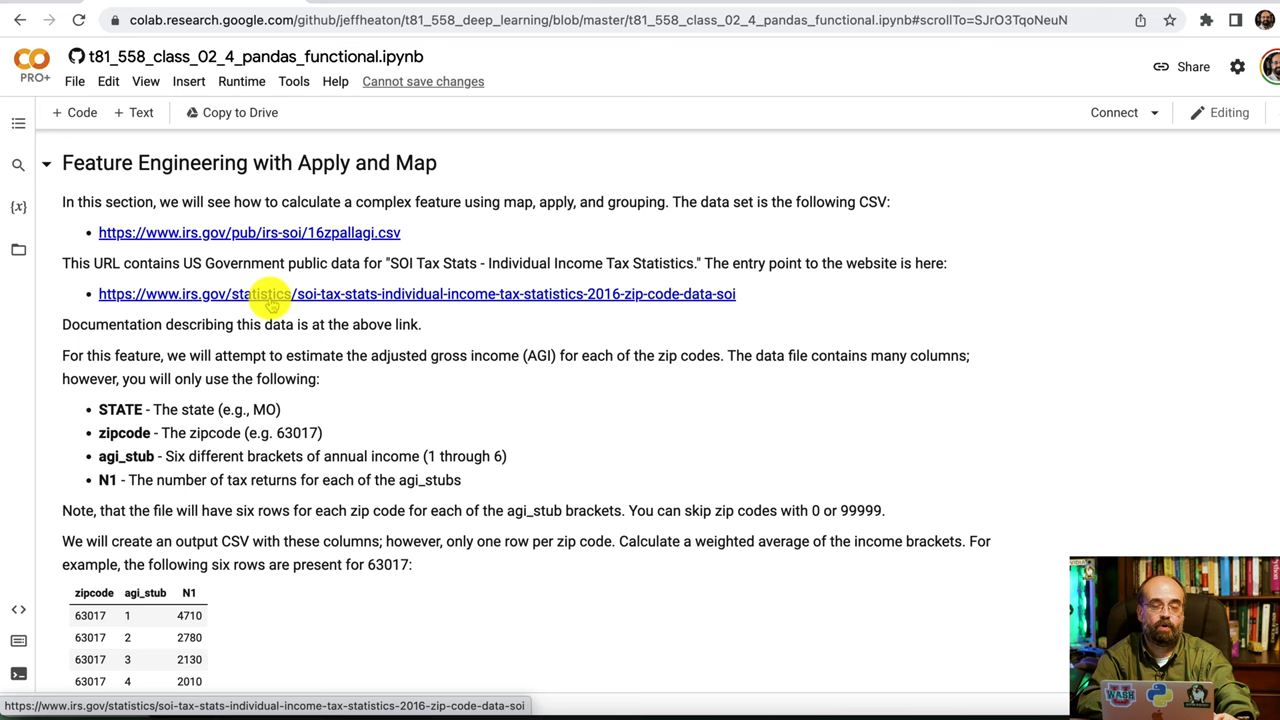 colab.research.google.com/github/jeffheaton/t81_558_deep_learning/blob/master/t81_558_class_02_4_pandas_functional.ipynb#scrollTo=SJrO3TqoNeuN
t81_558_class_02_4_pandas_functional.ipynb
PRO+
Share
File Edit View Insert Runtime Tools Help Cannot save changes
+ Code + Text Copy to Drive
Connect
Editing
Feature Engineering with Apply and Map
In this section, we will see how to calculate a complex feature using map, apply, and grouping. The data set is the following CSV:
• https://www.irs.gov/pub/irs-soi/16zpallagi.csv
This URL contains US Government public data for "SOI Tax Stats - Individual Income Tax Statistics." The entry point to the website is here:
• https://www.irs.gov/statistics/soi-tax-stats-individual-income-tax-statistics-2016-zip-code-data-soi
Documentation describing this data is at the above link.
For this feature, we will attempt to estimate the adjusted gross income (AGI) for each of the zip codes. The data file contains many columns;
however, you will only use the following:
• STATE - The state (e.g., MO)
• zipcode - The zipcode (e.g. 63017)
• agi_stub - Six different brackets of annual income (1 through 6)
• N1 - The number of tax returns for each of the agi_stubs
Note, that the file will have six rows for each zip code for each of the agi_stub brackets. You can skip zip codes with 0 or 99999.
We will create an output CSV with these columns; however, only one row per zip code. Calculate a weighted average of the income brackets. For
example, the following six rows are present for 63017:
zipcode agi_stub N1
63017 1 4710
63017 2 2780
63017 3 2130
63017 4 2010
https://www.irs.gov/statistics/soi-tax-stats-individual-income-tax-statistics-2016-zip-code-data-soi
WASH